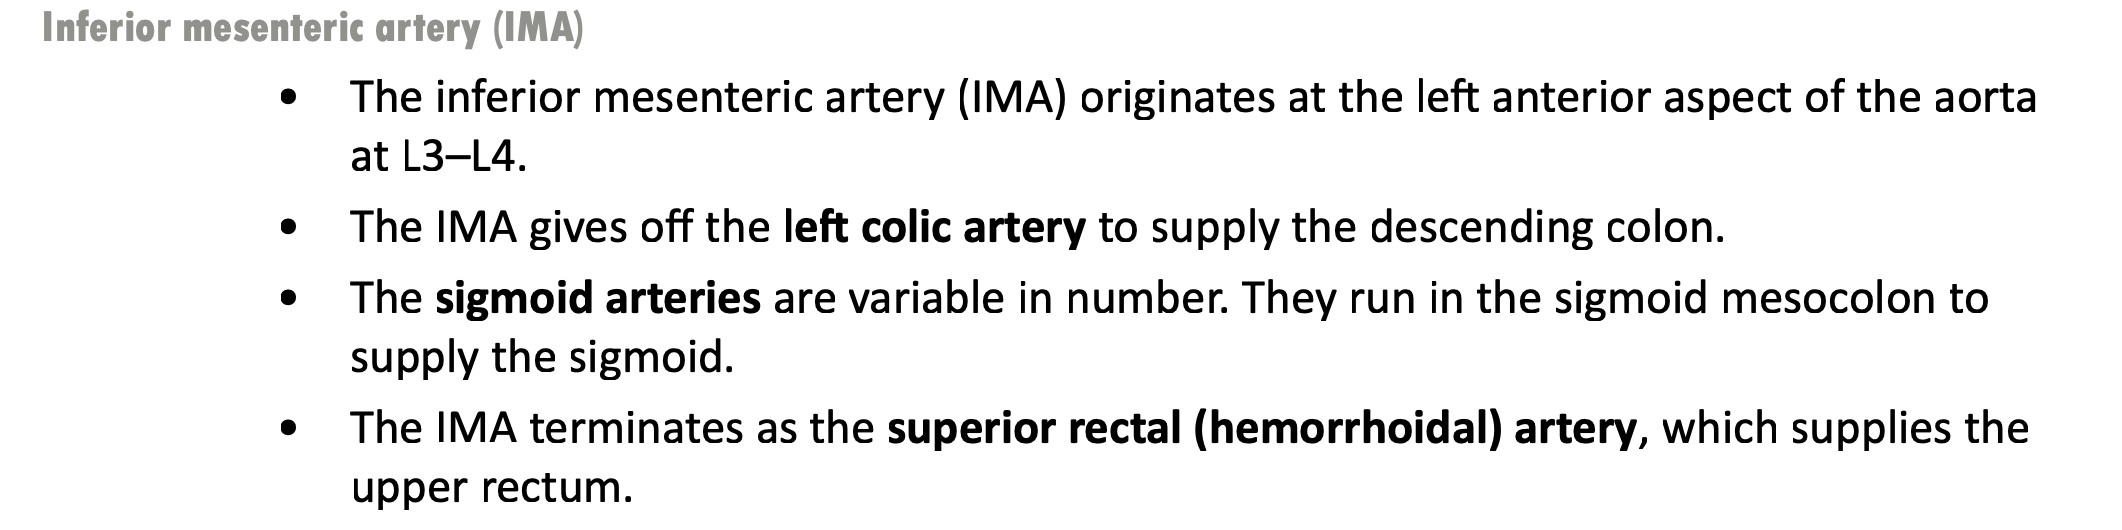 Inferior mesenteric artery (IMA)
• The inferior mesenteric artery (IMA) originates at the left anterior aspect of the aorta
at L3–L4.
• The IMA gives off the left colic artery to supply the descending colon.
• The sigmoid arteries are variable in number. They run in the sigmoid mesocolon to
supply the sigmoid.
• The IMA terminates as the superior rectal (hemorrhoidal) artery, which supplies the
upper rectum.